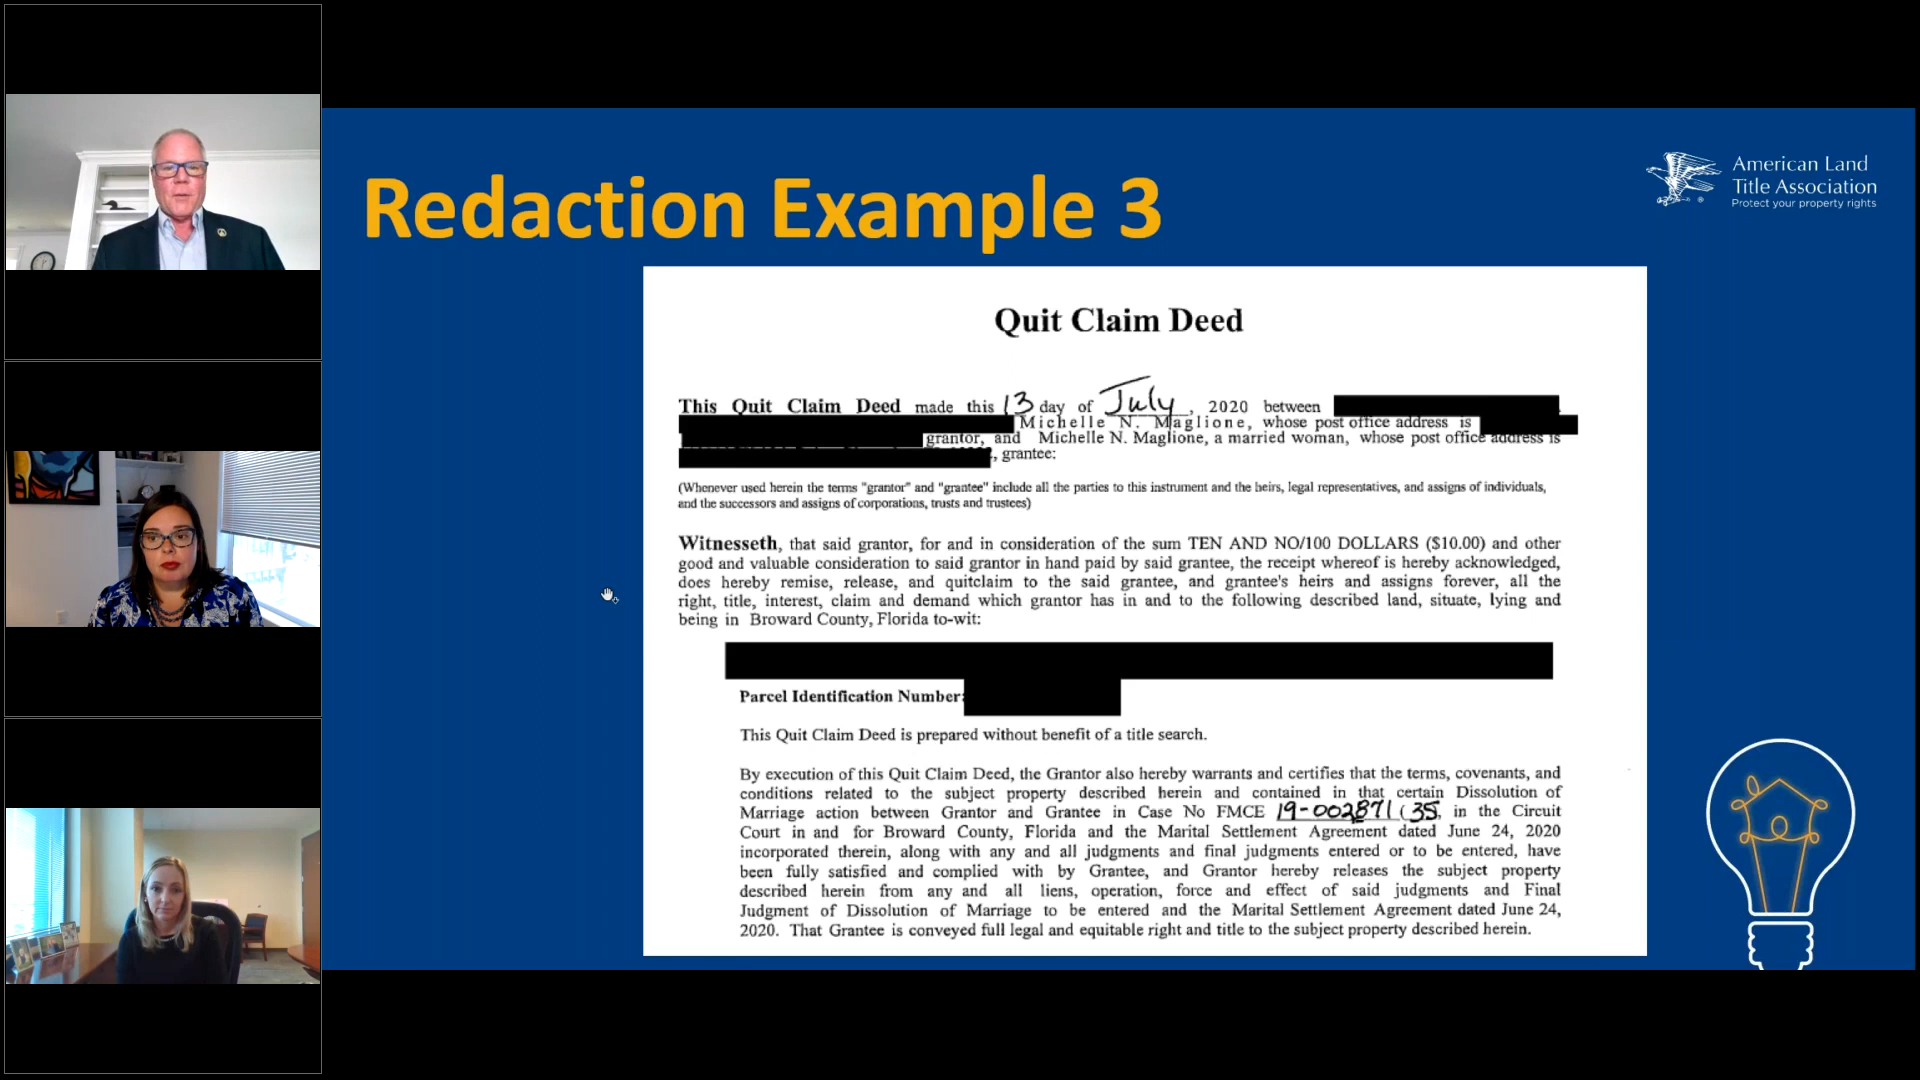 Redaction Example 3
American Land
Title Association
®
Protect your property rights
Quit Claim Deed
This Quit Claim Deed made this 13 day of July, 2020 between
Michelle N. Maglione, whose post office address is
grantor, and Michelle N. Maglione, a married woman, whose post office address is
, grantee:
(Whenever used herein the terms "grantor" and "grantee" include all the parties to this instrument and the heirs, legal representatives, and assigns of individuals,
and the successors and assigns of corporations, trusts and trustees)
Witnesseth, that said grantor, for and in consideration of the sum TEN AND NO/100 DOLLARS ($10.00) and other
good and valuable consideration to said grantor in hand paid by said grantee, the receipt whereof is hereby acknowledged,
does hereby remise, release, and quitclaim to the said grantee, and grantee's heirs and assigns forever, all the
right, title, interest, claim and demand which grantor has in and to the following described land, situate, lying and
being in Broward County, Florida to-wit:
Parcel Identification Number:
This Quit Claim Deed is prepared without benefit of a title search.
By execution of this Quit Claim Deed, the Grantor also hereby warrants and certifies that the terms, covenants, and
conditions related to the subject property described herein and contained in that certain Dissolution of
Marriage action between Grantor and Grantee in Case No FMCE 19-002871 (35, in the Circuit
Court in and for Broward County, Florida and the Marital Settlement Agreement dated June 24, 2020
incorporated therein, along with any and all judgments and final judgments entered or to be entered, have
been fully satisfied and complied with by Grantee, and Grantor hereby releases the subject property
described herein from any and all liens, operation, force and effect of said judgments and Final
Judgment of Dissolution of Marriage to be entered and the Marital Settlement Agreement dated June 24,
2020. That Grantee is conveyed full legal and equitable right and title to the subject property described herein.